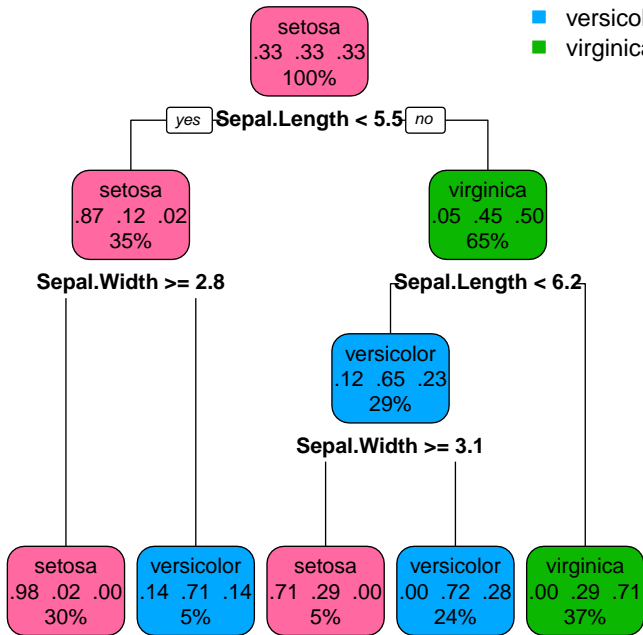 setosa
.33 .33 .33
100%
versicol
virginica
yes Sepal.Length < 5.5 no
setosa
.87 .12 .02
35%
virginica
.05 .45 .50
65%
Sepal.Width >= 2.8
Sepal.Length < 6.2
versicolor
.12 .65 .23
29%
Sepal.Width >= 3.1
setosa
.98 .02 .00
30%
versicolor
.14 .71 .14
5%
setosa
.71 .29 .00
5%
versicolor
.00 .72 .28
24%
virginica
.00 .29 .71
37%